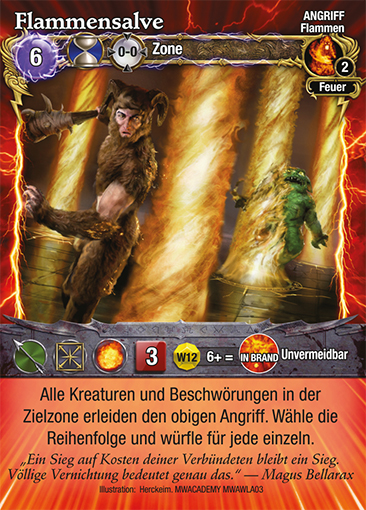 Flammensalve
ANGRIFF
Flammen
6
0-0 Zone
2
Feuer
3 W12 6+ = IN BRAND Unvermeidbar
Alle Kreaturen und Beschwörungen in der
Zielzone erleiden den obigen Angriff. Wähle die
Reihenfolge und würfle für jede einzeln.
„Ein Sieg auf Kosten deiner Verbündeten bleibt ein Sieg.
Völlige Vernichtung bedeutet genau das.“ — Magus Bellarax
Illustration: Herckeim. MWACADEMY MWAWLA03